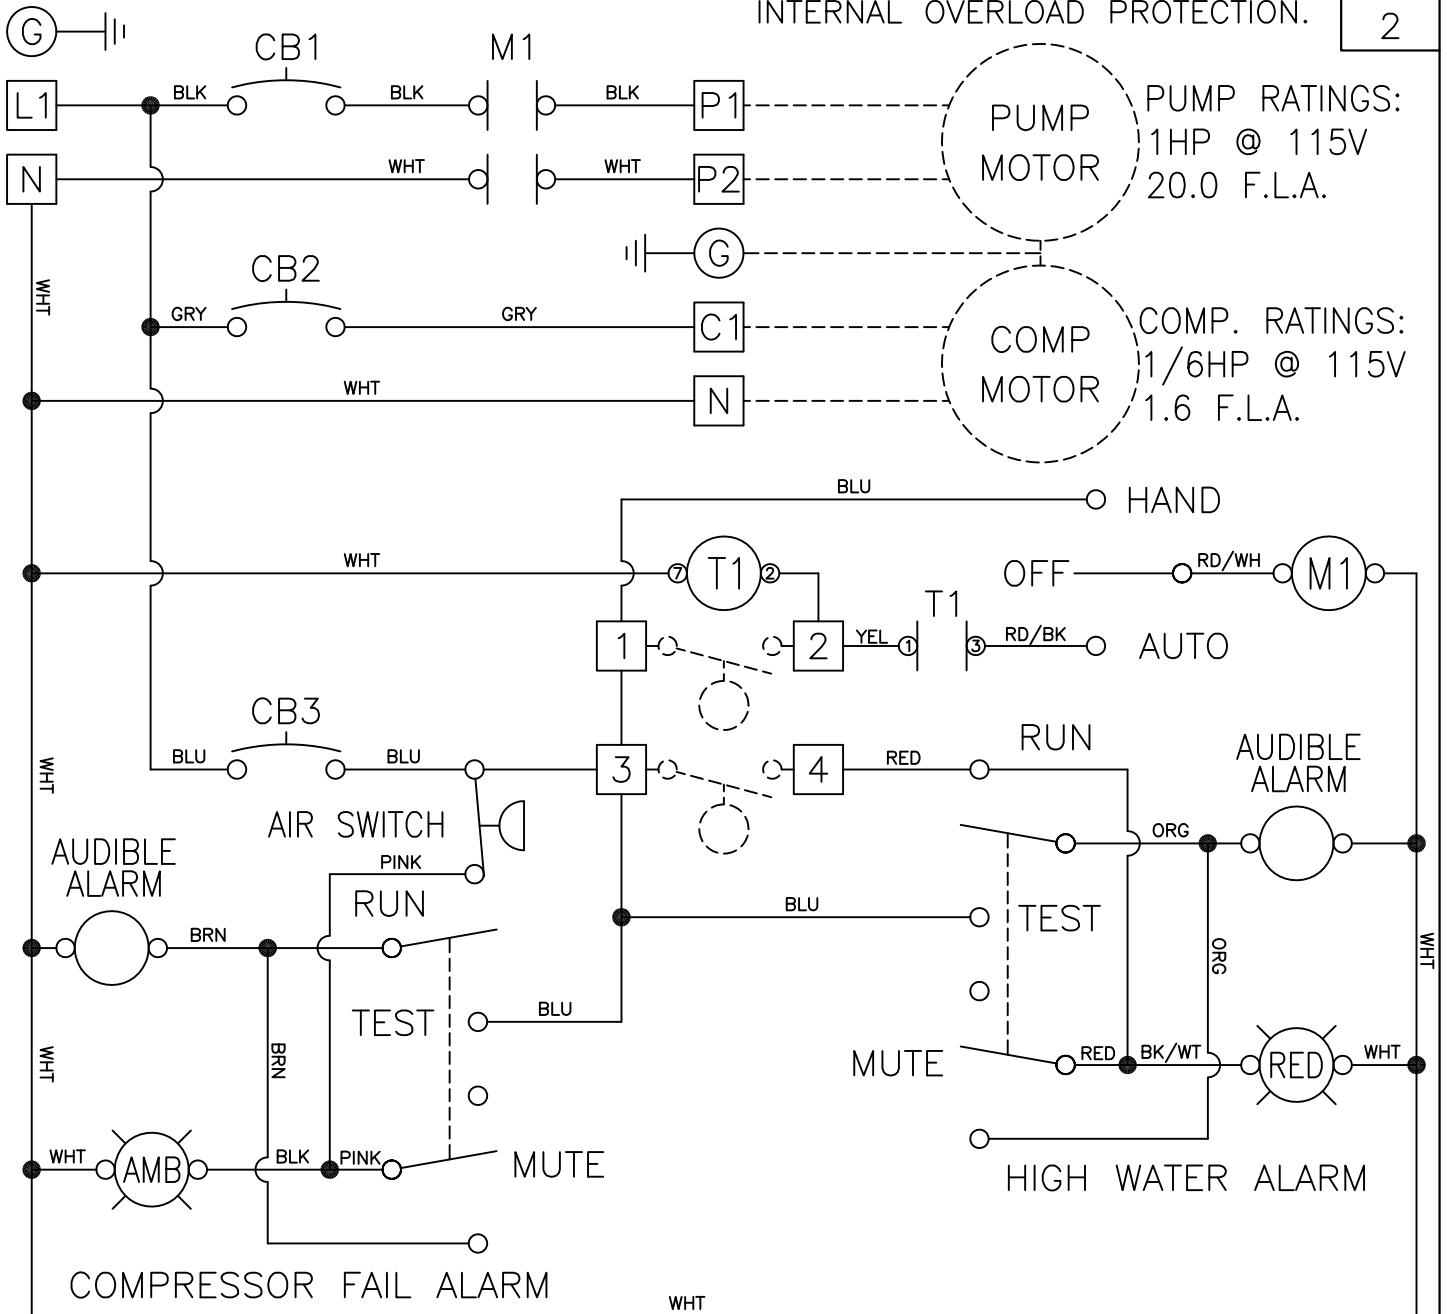 INTERNAL OVERLOAD PROTECTION.
2
G
CB1
M1
L1
BLK
BLK
BLK
P1
PUMP MOTOR
PUMP RATINGS:
1HP @ 115V
20.0 F.L.A.
N
WHT
WHT
P2
G
WHT
CB2
GRY
GRY
C1
COMP MOTOR
COMP. RATINGS:
1/6HP @ 115V
1.6 F.L.A.
WHT
N
BLU
HAND
WHT
7
T1
2
OFF
RD/WH
M1
T1
1
2
YEL
1
3
RD/BK
AUTO
CB3
WHT
BLU
BLU
3
4
RED
RUN
AUDIBLE
ALARM
AIR SWITCH
ORG
AUDIBLE
ALARM
PINK
RUN
BLU
TEST
BRN
ORG
WHT
TEST
BLU
WHT
BRN
MUTE
RED
BK/WT
RED
WHT
WHT
AMB
BLK
PINK
MUTE
HIGH WATER ALARM
COMPRESSOR FAIL ALARM
WHT